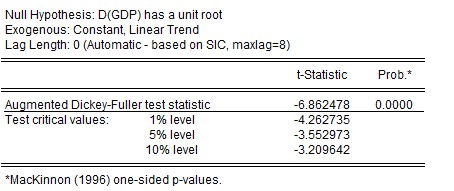 Null Hypothesis: D(GDP) has a unit root
Exogenous: Constant, Linear Trend
Lag Length: 0 (Automatic - based on SIC, maxlag=8)
t-Statistic Prob.*
Augmented Dickey-Fuller test statistic -6.862478 0.0000
Test critical values: 1% level -4.262735
5% level -3.552973
10% level -3.209642
*MacKinnon (1996) one-sided p-values.